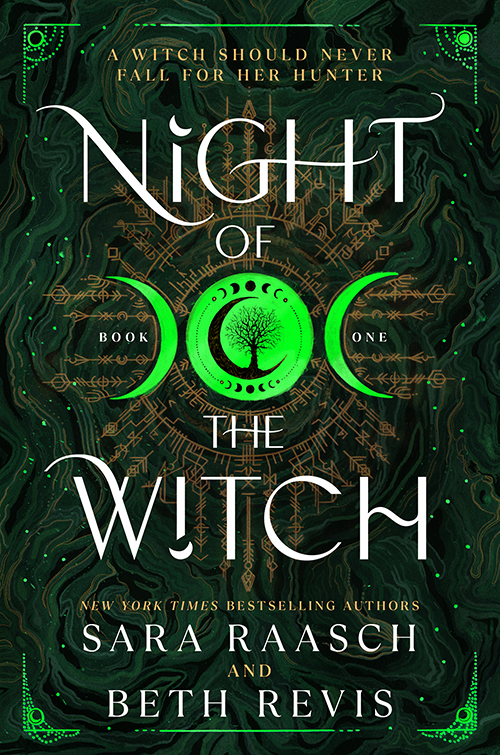 A WITCH SHOULD NEVER
FALL FOR HER HUNTER
NiGHT
OF
BOOK ONE
THE
WITCH
NEW YORK TIMES BESTSELLING AUTHORS
SARA RAASCH
AND
BETH REVIS